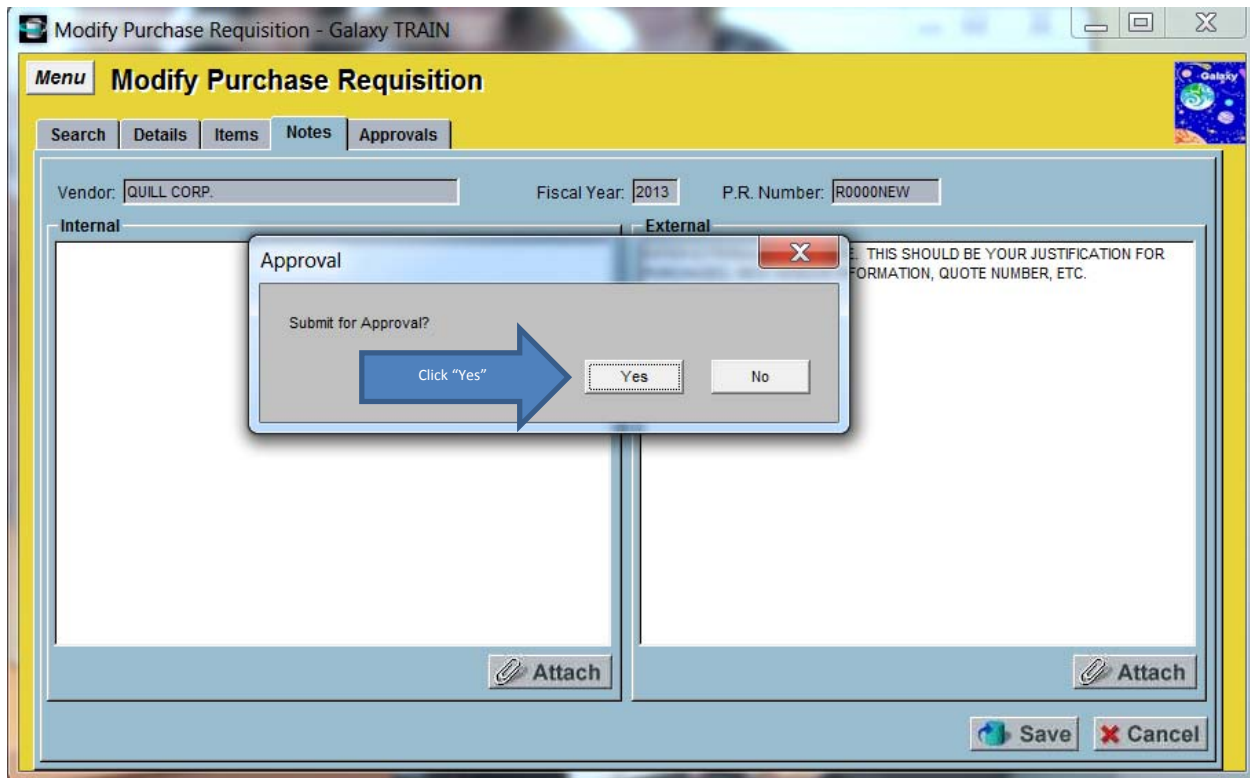 Modify Purchase Requisition - Galaxy TRAIN
Menu Modify Purchase Requisition
Galaxy
Search Details Items Notes Approvals
Vendor: QUILL CORP. Fiscal Year: 2013 P.R. Number: R0000NEW
Internal External
THIS SHOULD BE YOUR JUSTIFICATION FOR
QUOTE NUMBER, ETC.
Approval
Submit for Approval?
Click “Yes”
Yes No
Attach Attach
Save Cancel